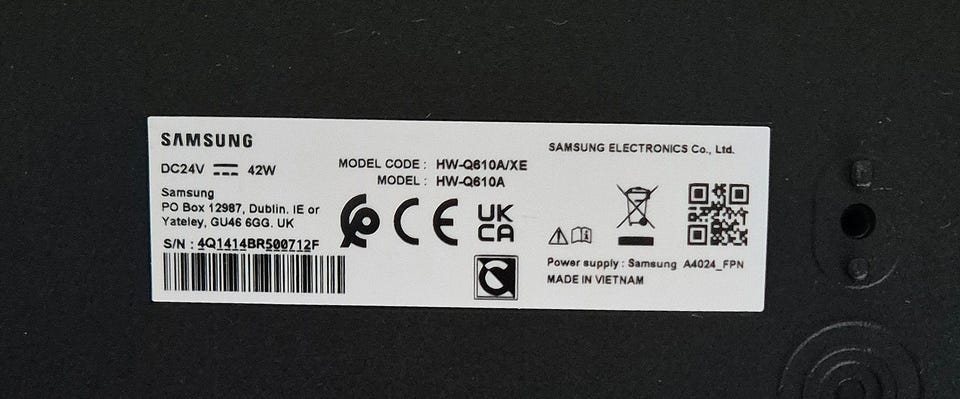 SAMSUNG
SAMSUNG ELECTRONICS Co., Ltd.
DC24V 42W
MODEL CODE : HW-Q610A/XE
MODEL : HW-Q610A
Samsung
PO Box 12987, Dublin. IE or
Yateley, GU46 6GG. UK
S/N : 4Q1414BR500712F
CE
UK
CA
Power supply : Samsung A4024_FPN
MADE IN VIETNAM